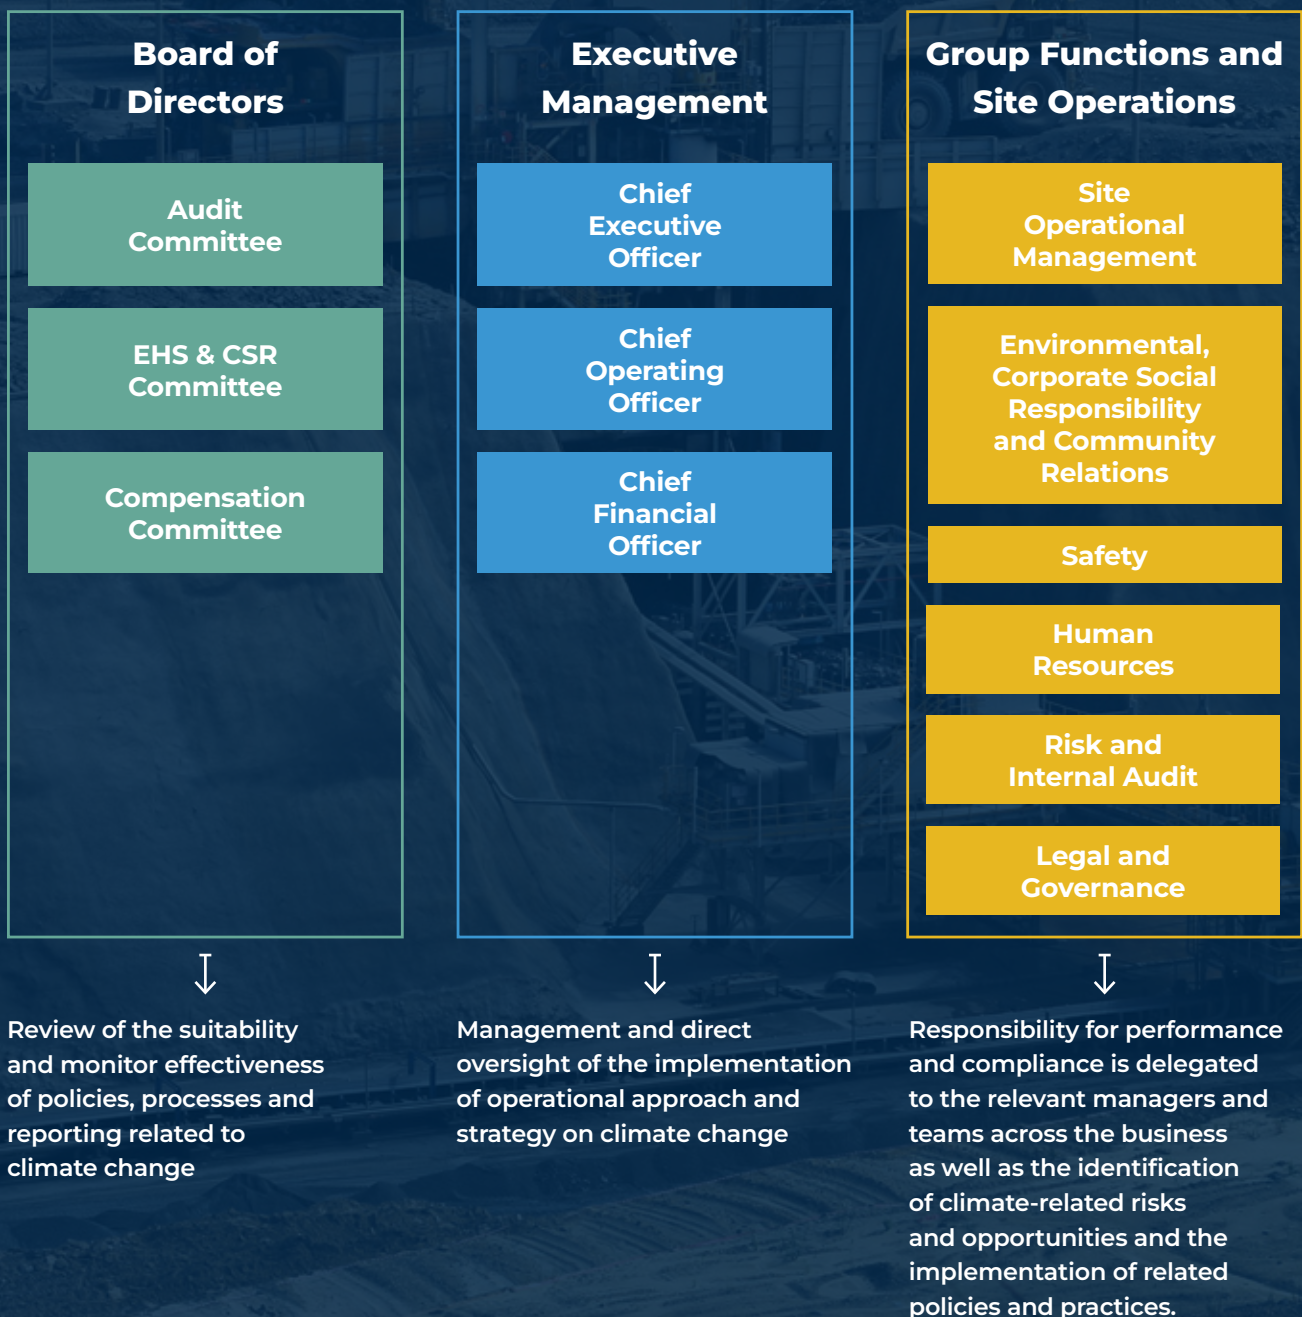 Board of
Directors
Audit
Committee
EHS & CSR
Committee
Compensation
Committee
Review of the suitability
and monitor effectiveness
of policies, processes and
reporting related to
climate change
Executive
Management
Chief
Executive
Officer
Chief
Operating
Officer
Chief
Financial
Officer
Management and direct
oversight of the implementation
of operational approach and
strategy on climate change
Group Functions and
Site Operations
Site
Operational
Management
Environmental,
Corporate Social
Responsibility
and Community
Relations
Safety
Human
Resources
Risk and
Internal Audit
Legal and
Governance
Responsibility for performance
and compliance is delegated
to the relevant managers and
teams across the business
as well as the identification
of climate-related risks
and opportunities and the
implementation of related
policies and practices.